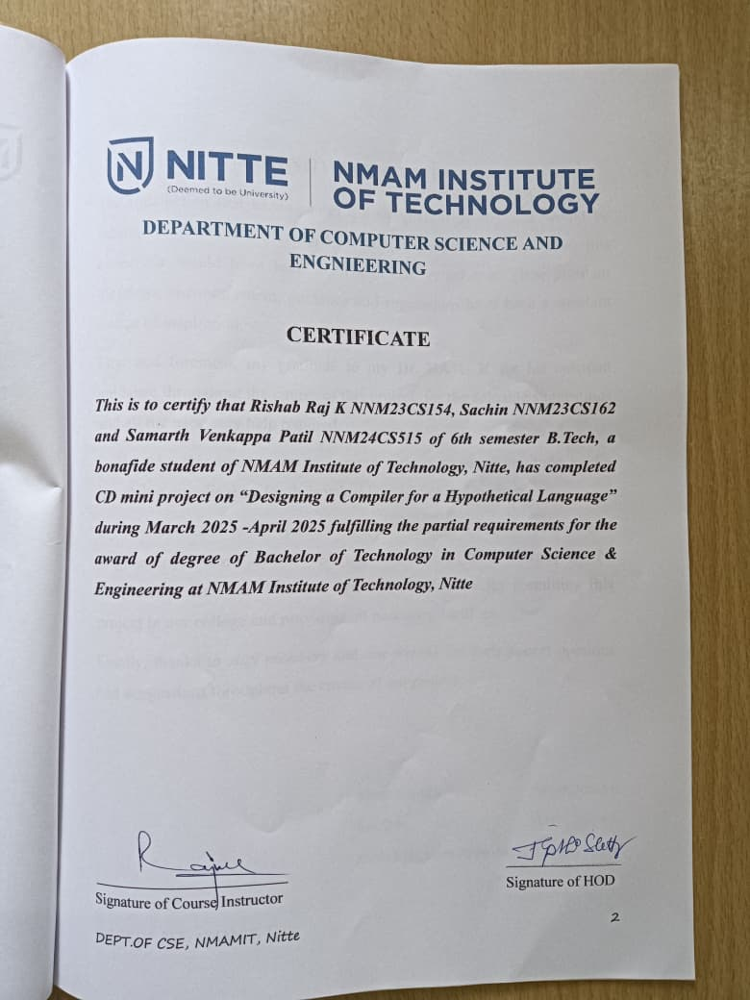 NITTE
(Deemed to be University)
NMAM INSTITUTE
OF TECHNOLOGY
DEPARTMENT OF COMPUTER SCIENCE AND
ENGNIEERING
CERTIFICATE
This is to certify that Rishab Raj K NNM23CS154, Sachin NNM23CS162
and Samarth Venkappa Patil NNM24CS515 of 6th semester B.Tech, a
bonafide student of NMAM Institute of Technology, Nitte, has completed
CD mini project on “Designing a Compiler for a Hypothetical Language”
during March 2025 -April 2025 fulfilling the partial requirements for the
award of degree of Bachelor of Technology in Computer Science &
Engineering at NMAM Institute of Technology, Nitte
Signature of Course Instructor
Signature of HOD
2
DEPT.OF CSE, NMAMIT, Nitte